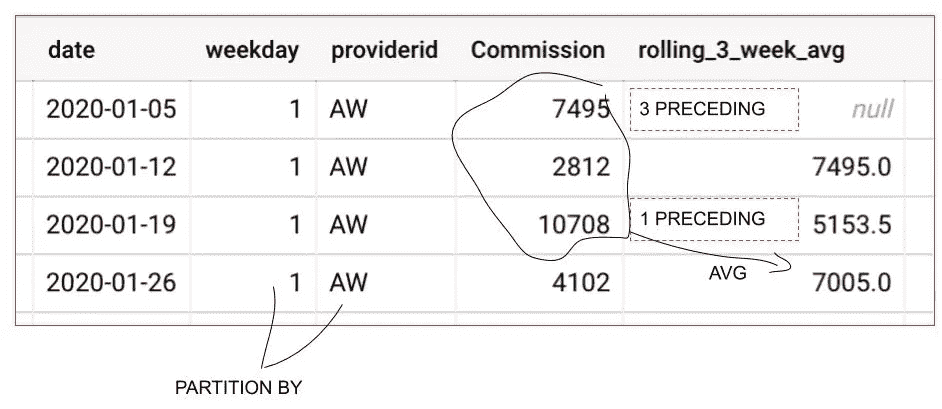 date weekday providerid Commission rolling_3_week_avg
2020-01-05 1 AW 7495 3 PRECEDING null
2020-01-12 1 AW 2812 7495.0
2020-01-19 1 AW 10708 1 PRECEDING 5153.5
2020-01-26 1 AW 4102 AVG 7005.0
PARTITION BY